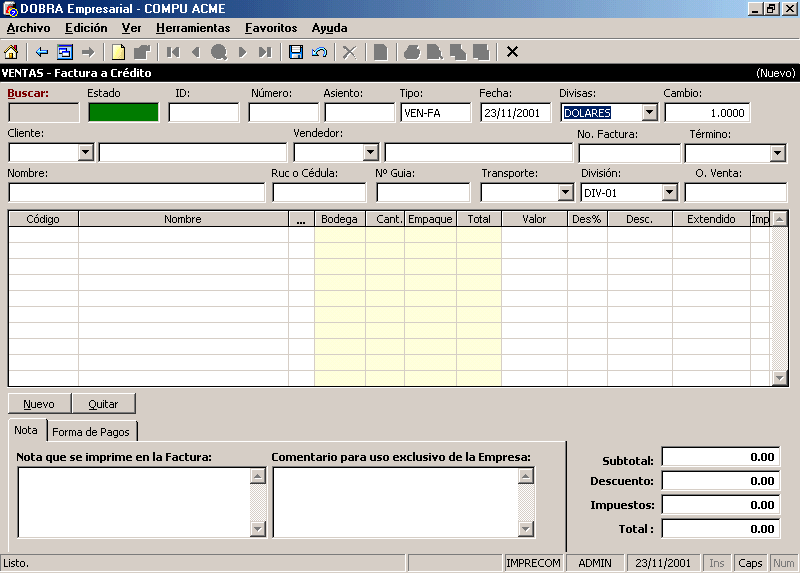 DOBRA Empresarial - COMPU ACME
Archivo Edición Ver Herramientas Favoritos Ayuda
VENTAS - Factura a Crédito (Nuevo)
Buscar: Estado ID: Número: Asiento: Tipo: Fecha: Divisas: Cambio:
VEN-FA 23/11/2001 DOLARES 1.0000
Cliente: Vendedor: No. Factura: Término:
Nombre: Ruc o Cédula: Nº Guia: Transporte: División: O. Venta:
DIV-01
Código Nombre ... Bodega Cant. Empaque Total Valor Des% Desc. Extendido Imp
Nuevo Quitar
Nota Forma de Pagos
Nota que se imprime en la Factura: Comentario para uso exclusivo de la Empresa:
Subtotal: 0.00
Descuento: 0.00
Impuestos: 0.00
Total : 0.00
Listo. IMPRECOM ADMIN 23/11/2001 Ins Caps Num